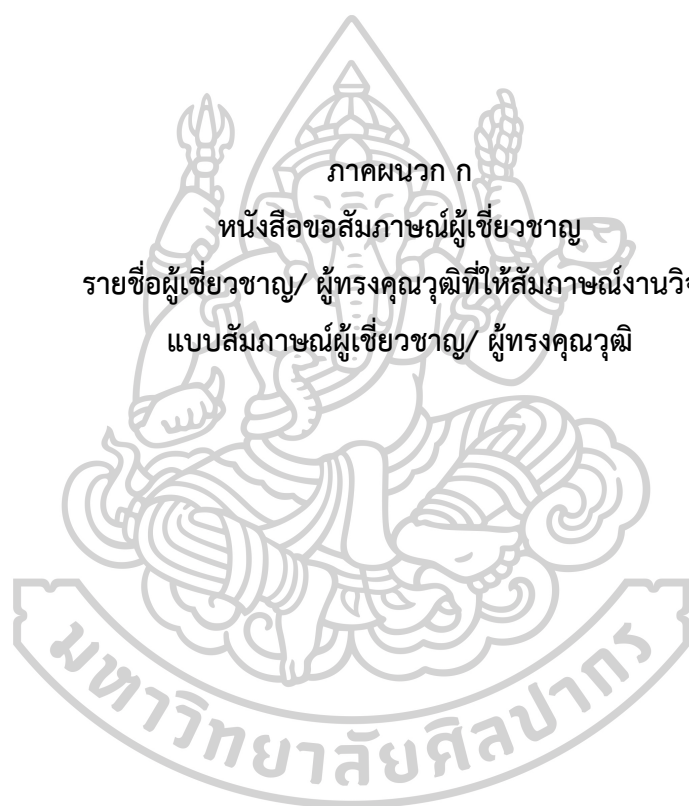 ภาคผนวก ก
หนังสือขอสัมภาษณ์ผู้เชี่ยวชาญ
รายชื่อผู้เชี่ยวชาญ/ ผู้ทรงคุณวุฒิที่ให้สัมภาษณ์งานวิ
แบบสัมภาษณ์ผู้เชี่ยวชาญ/ ผู้ทรงคุณวุฒิ
มหาวิทยาลัยศิลปากร